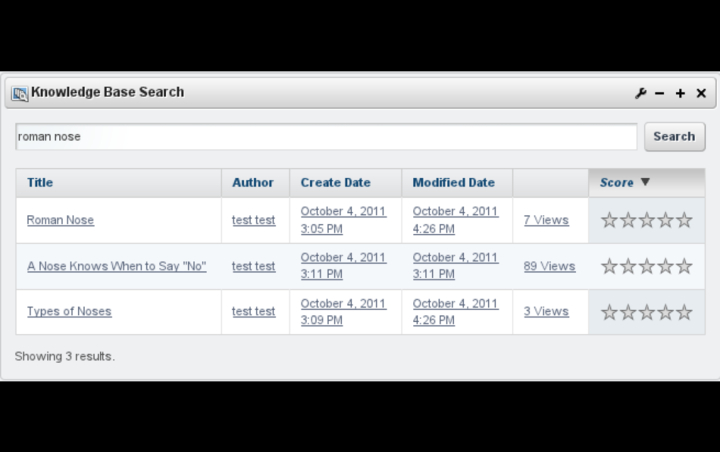 Knowledge Base Search
roman nose
Search
Title Author Create Date Modified Date Score ▼
Roman Nose test test October 4, 2011 3:05 PM October 4, 2011 4:26 PM 7 Views
A Nose Knows When to Say "No" test test October 4, 2011 3:11 PM October 4, 2011 3:11 PM 89 Views
Types of Noses test test October 4, 2011 3:09 PM October 4, 2011 4:26 PM 3 Views
Showing 3 results.